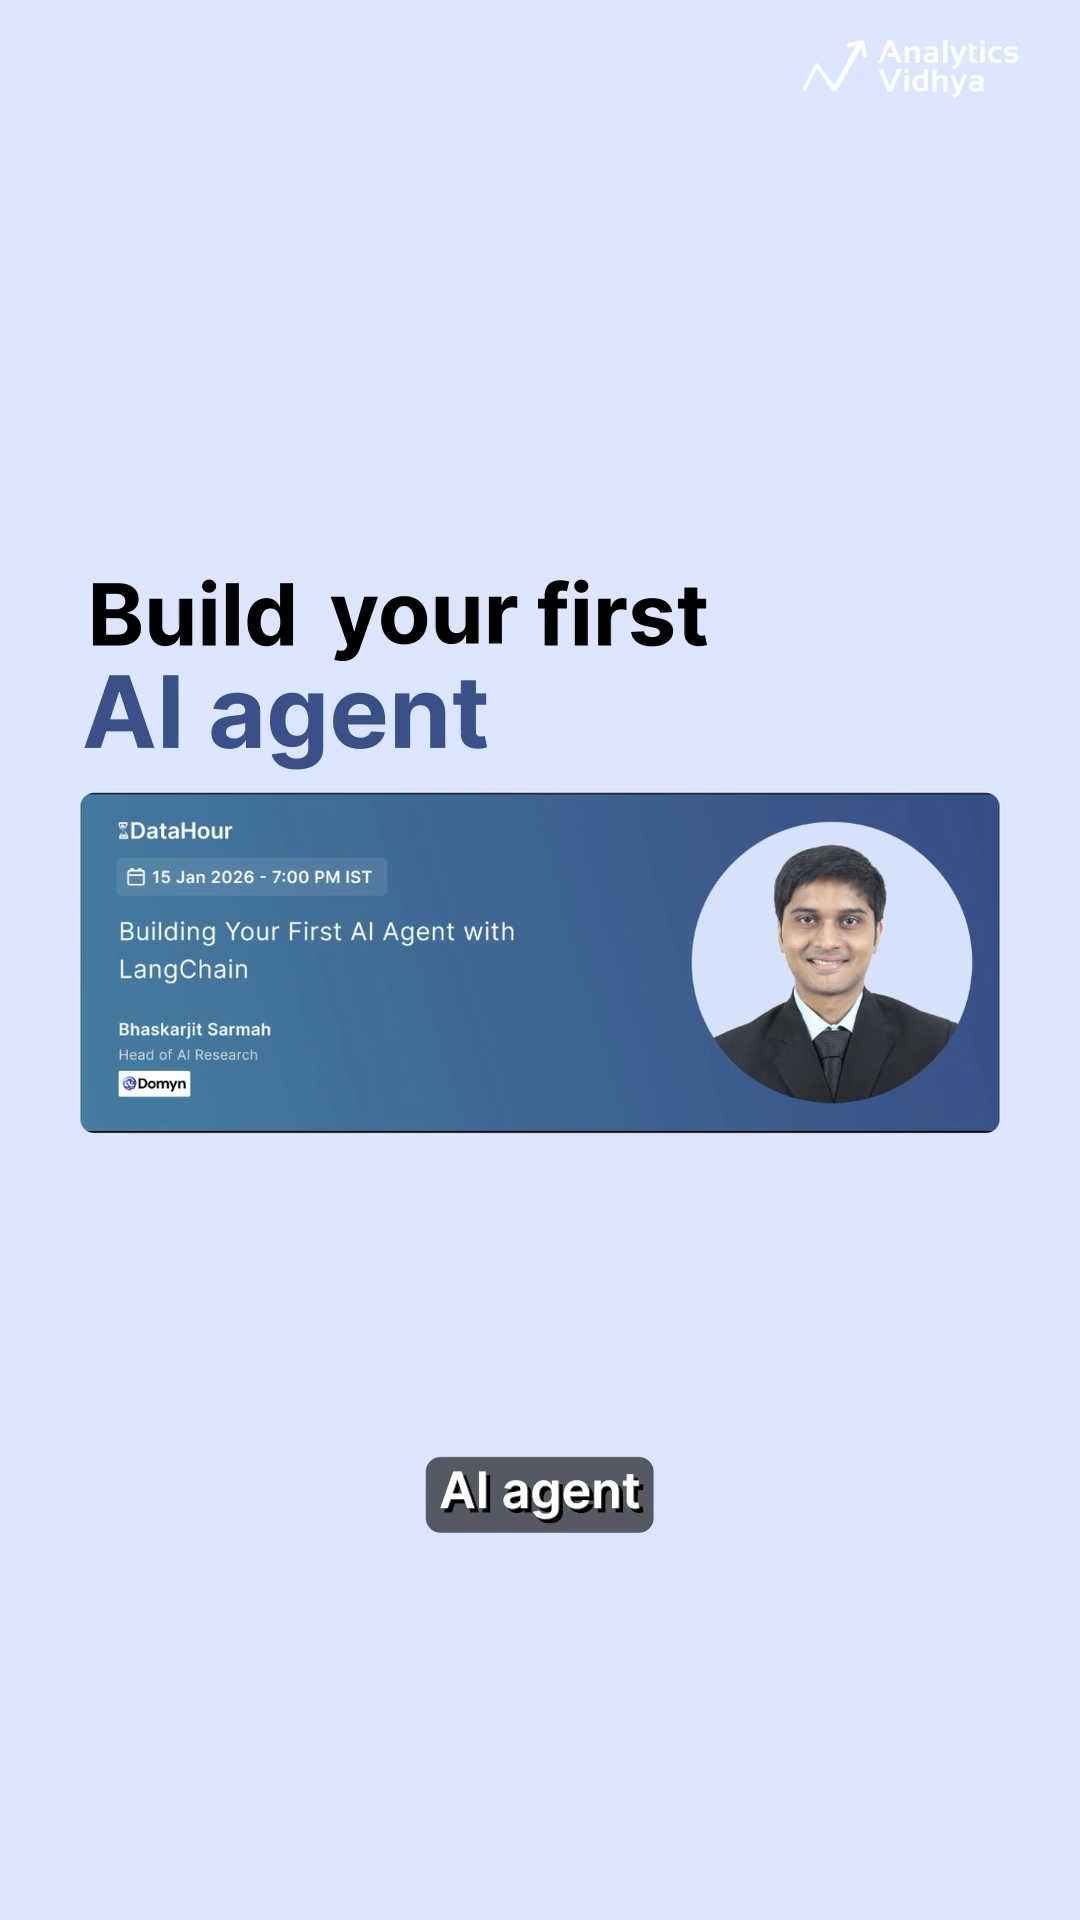 Analytics
Vidhya
Build your first
AI agent
DataHour
15 Jan 2026 - 7:00 PM IST
Building Your First AI Agent with
LangChain
Bhaskarjit Sarmah
Head of AI Research
Domyn
AI agent